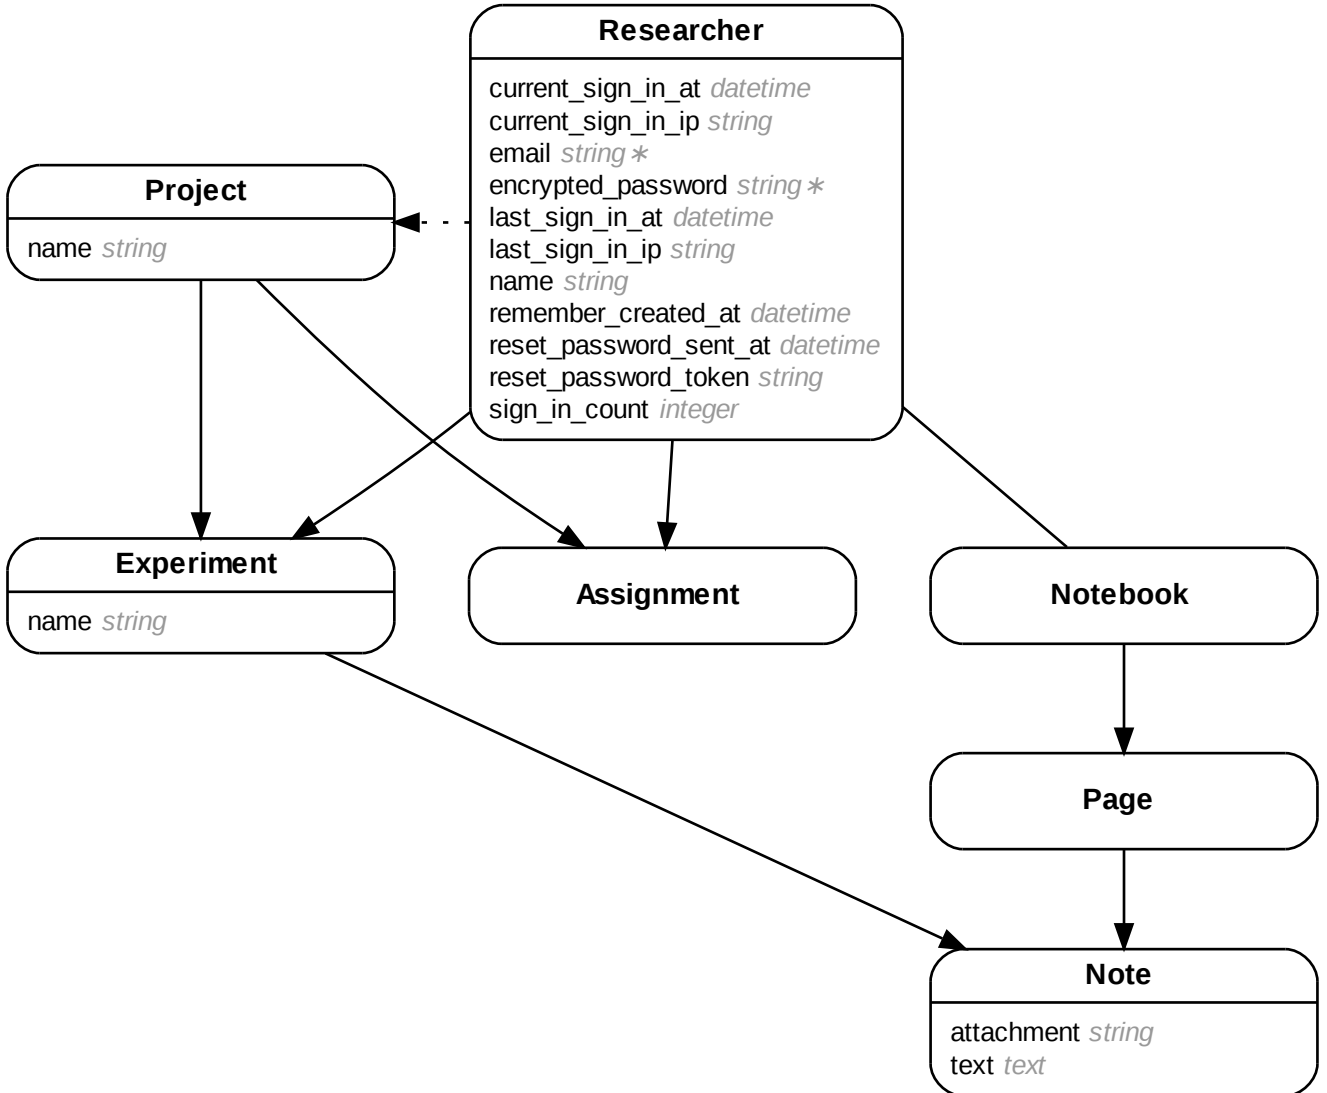 Researcher
current_sign_in_at datetime
current_sign_in_ip string
email string∗
encrypted_password string∗
last_sign_in_at datetime
last_sign_in_ip string
name string
remember_created_at datetime
reset_password_sent_at datetime
reset_password_token string
sign_in_count integer
Project
name string
Experiment
name string
Assignment
Notebook
Page
Note
attachment string
text text